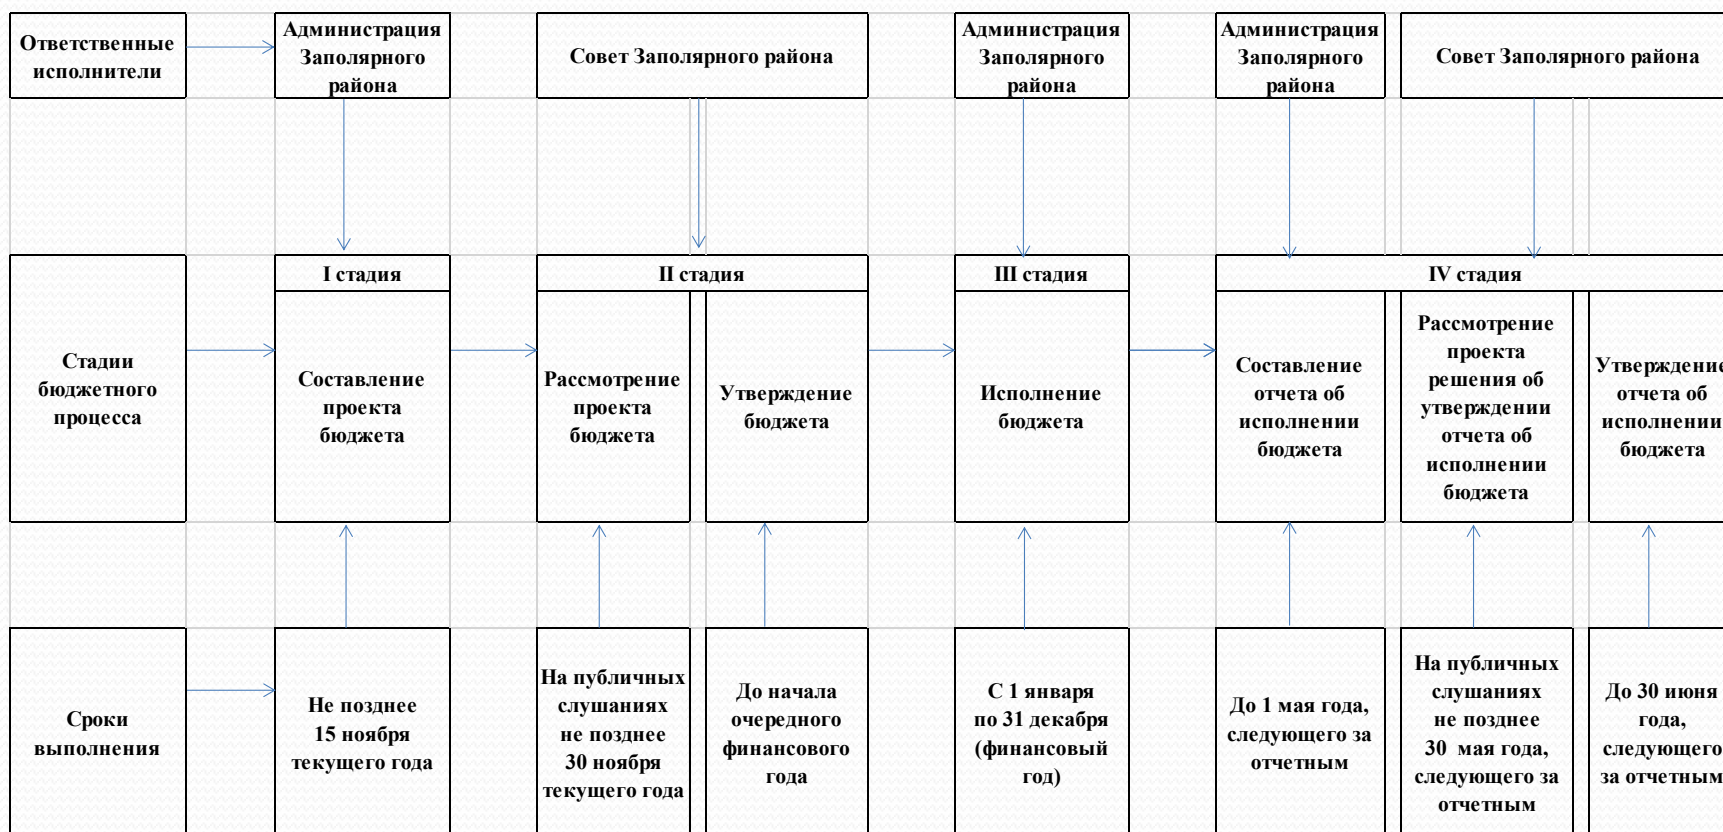 Ответственные
исполнители
Администрация
Заполярного
района
Совет Заполярного района
Администрация
Заполярного
района
Администрация
Заполярного
района
Совет Заполярного района
Стадии
бюджетного
процесса
I стадия
Составление
проекта
бюджета
II стадия
Рассмотрение
проекта
бюджета
Утверждение
бюджета
III стадия
Исполнение
бюджета
IV стадия
Составление
отчета об
исполнении
бюджета
Рассмотрение
проекта
решения об
утверждении
отчета об
исполнении
бюджета
Утверждение
отчета об
исполнении
бюджета
Сроки
выполнения
Не позднее
15 ноября
текущего года
На публичных
слушаниях
не позднее
30 ноября
текущего года
До начала
очередного
финансового
года
С 1 января
по 31 декабря
(финансовый
год)
До 1 мая года,
следующего за
отчетным
На публичных
слушаниях
не позднее
30 мая года,
следующего за
отчетным
До 30 июня
года,
следующего
за отчетным